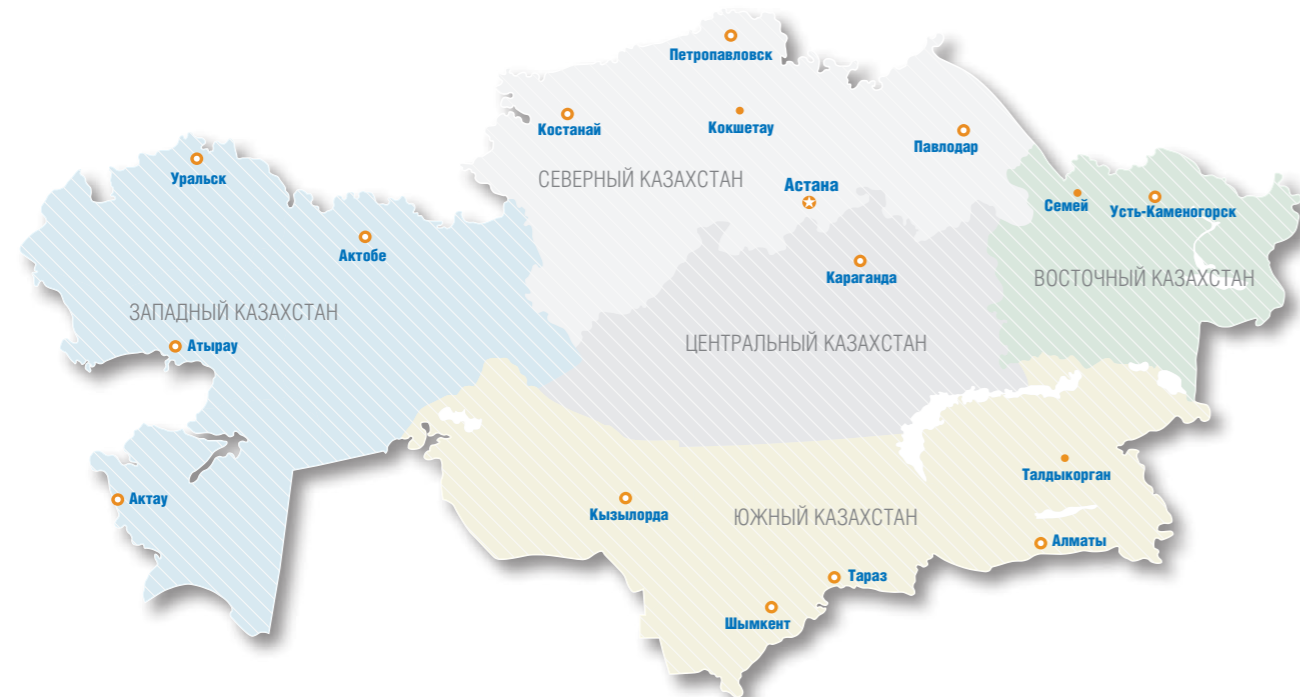 Петропавловск
Костанай
Кокшетау
Павлодар
Уральск
СЕВЕРНЫЙ КАЗАХСТАН
Астана
Семей
Усть-Каменогорск
Актобе
Караганда
ВОСТОЧНЫЙ КАЗАХСТАН
ЗАПАДНЫЙ КАЗАХСТАН
Атырау
ЦЕНТРАЛЬНЫЙ КАЗАХСТАН
Талдыкорган
Актау
Кызылорда
ЮЖНЫЙ КАЗАХСТАН
Алматы
Тараз
Шымкент